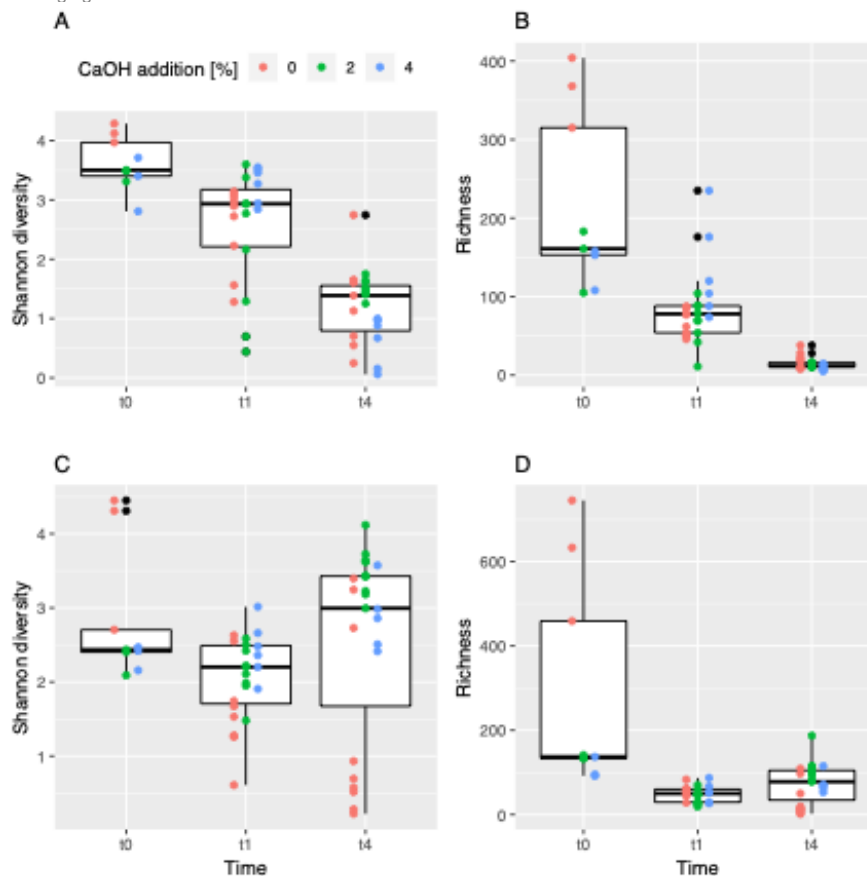 A
B
CaOH addition [%] 0 2 4
Shannon diversity
4
3
2
1
0
t0 t1 t4
Richness
400
300
200
100
0
t0 t1 t4
C
D
Shannon diversity
4
3
2
1
t0 t1 t4
Time
Richness
600
400
200
0
t0 t1 t4
Time